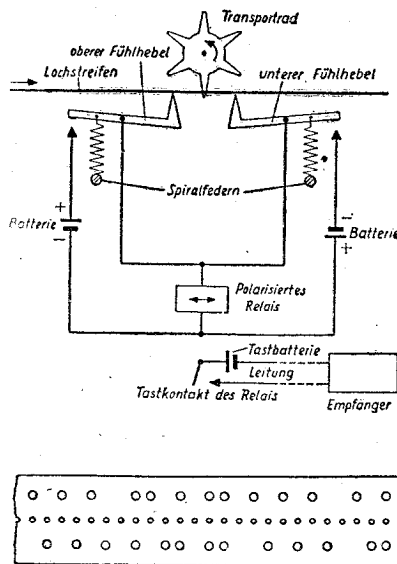 Transportrad
oberer Fühlhebel
Lochstreifen
unterer Fühlhebel
Spiralfedern
+
Batterie
−
−
Batterie
+
Polarisiertes
Relais
Tastbatterie
Leitung
Tastkontakt des Relais
Empfänger